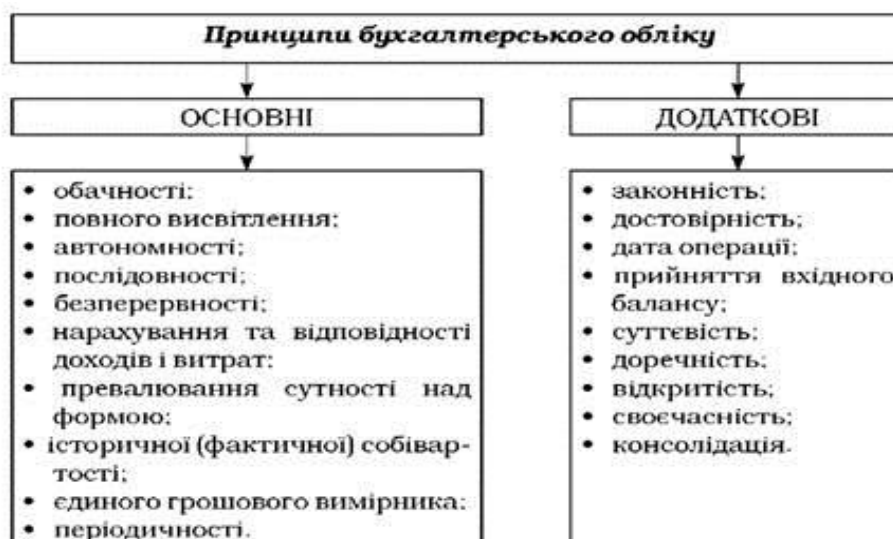 Принципи бухгалтерського обліку
ОСНОВНІ
• обачності;
• повного висвітлення;
• автономності;
• послідовності;
• безперервності;
• нарахування та відповідності
доходів і витрат;
• превалювання сутності над
формою;
• історичної (фактичної) собівар-
тості;
• єдиного грошового вимірника;
• періодичності.
ДОДАТКОВІ
• законність;
• достовірність;
• дата операції;
• прийняття вхідного
балансу;
• суттєвість;
• доречність;
• відкритість;
• своєчасність;
• консолідація.